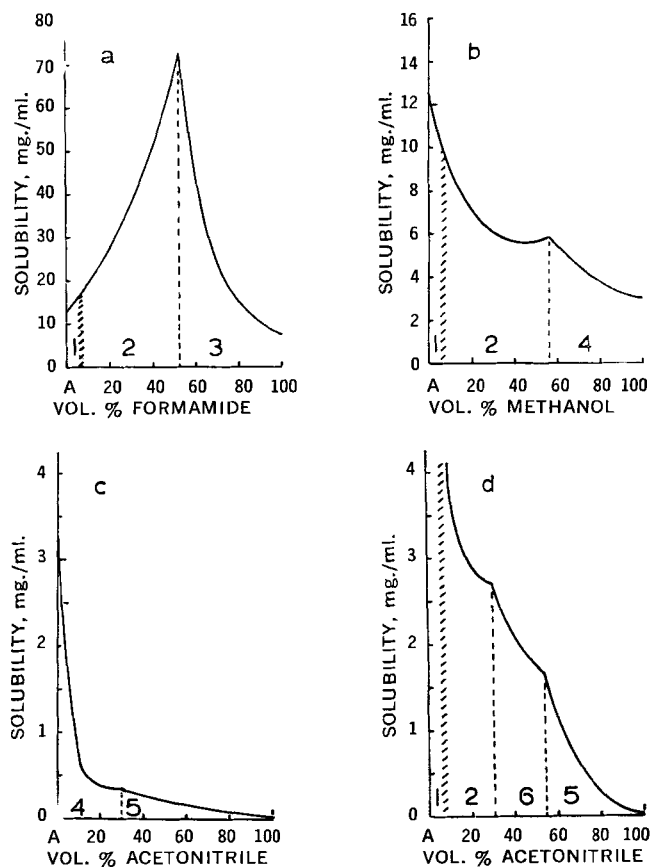 a
SOLUBILITY, mg./ml.
80
70
60
50
40
30
20
10
0
1 2 3
A 20 40 60 80 100
VOL. % FORMAMIDE
b
SOLUBILITY, mg./ml.
16
14
12
10
8
6
4
2
0
1 2 4
A 20 40 60 80 100
VOL. % METHANOL
c
SOLUBILITY, mg./ml.
4
3
2
1
0
4 5
A 20 40 60 80 100
VOL. % ACETONITRILE
d
SOLUBILITY, mg./ml.
4
3
2
1
0
1 2 6 5
A 20 40 60 80 100
VOL. % ACETONITRILE